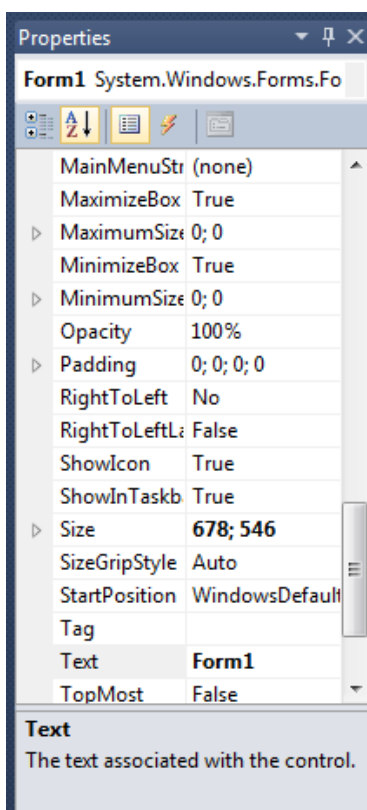 Properties
Form1 System.Windows.Forms.Fo
MainMenuStr (none)
MaximizeBox True
MaximumSize 0; 0
MinimizeBox True
MinimumSize 0; 0
Opacity 100%
Padding 0; 0; 0; 0
RightToLeft No
RightToLeftLa False
ShowIcon True
ShowInTaskb True
Size 678; 546
SizeGripStyle Auto
StartPosition WindowsDefault
Tag
Text Form1
TopMost False
Text
The text associated with the control.